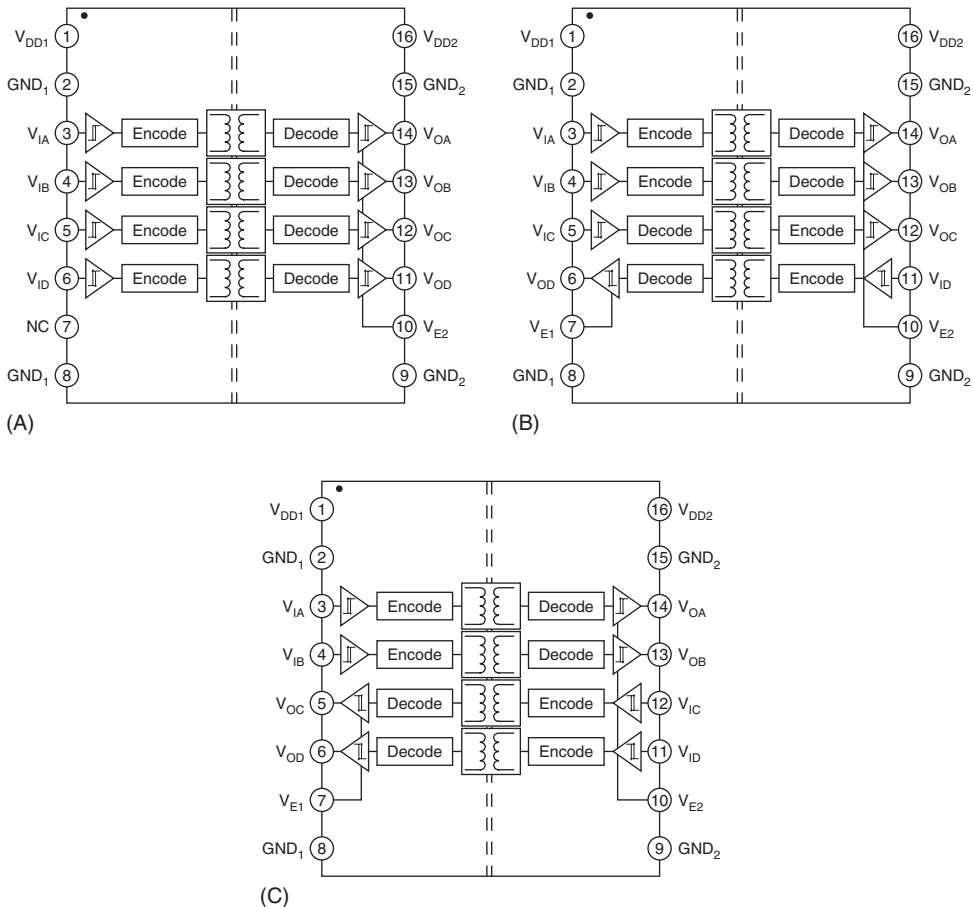 V_DD1 1 16 V_DD2
GND_1 2 15 GND_2
V_IA 3 Encode Decode 14 V_OA
V_IB 4 Encode Decode 13 V_OB
V_IC 5 Encode Decode 12 V_OC
V_ID 6 Encode Decode 11 V_OD
NC 7 10 V_E2
GND_1 8 9 GND_2
(A)
V_DD1 1 16 V_DD2
GND_1 2 15 GND_2
V_IA 3 Encode Decode 14 V_OA
V_IB 4 Encode Decode 13 V_OB
V_IC 5 Decode Encode 12 V_OC
V_OD 6 Decode Encode 11 V_ID
V_E1 7 10 V_E2
GND_1 8 9 GND_2
(B)
V_DD1 1 16 V_DD2
GND_1 2 15 GND_2
V_IA 3 Encode Decode 14 V_OA
V_IB 4 Encode Decode 13 V_OB
V_OC 5 Decode Encode 12 V_IC
V_OD 6 Decode Encode 11 V_ID
V_E1 7 10 V_E2
GND_1 8 9 GND_2
(C)